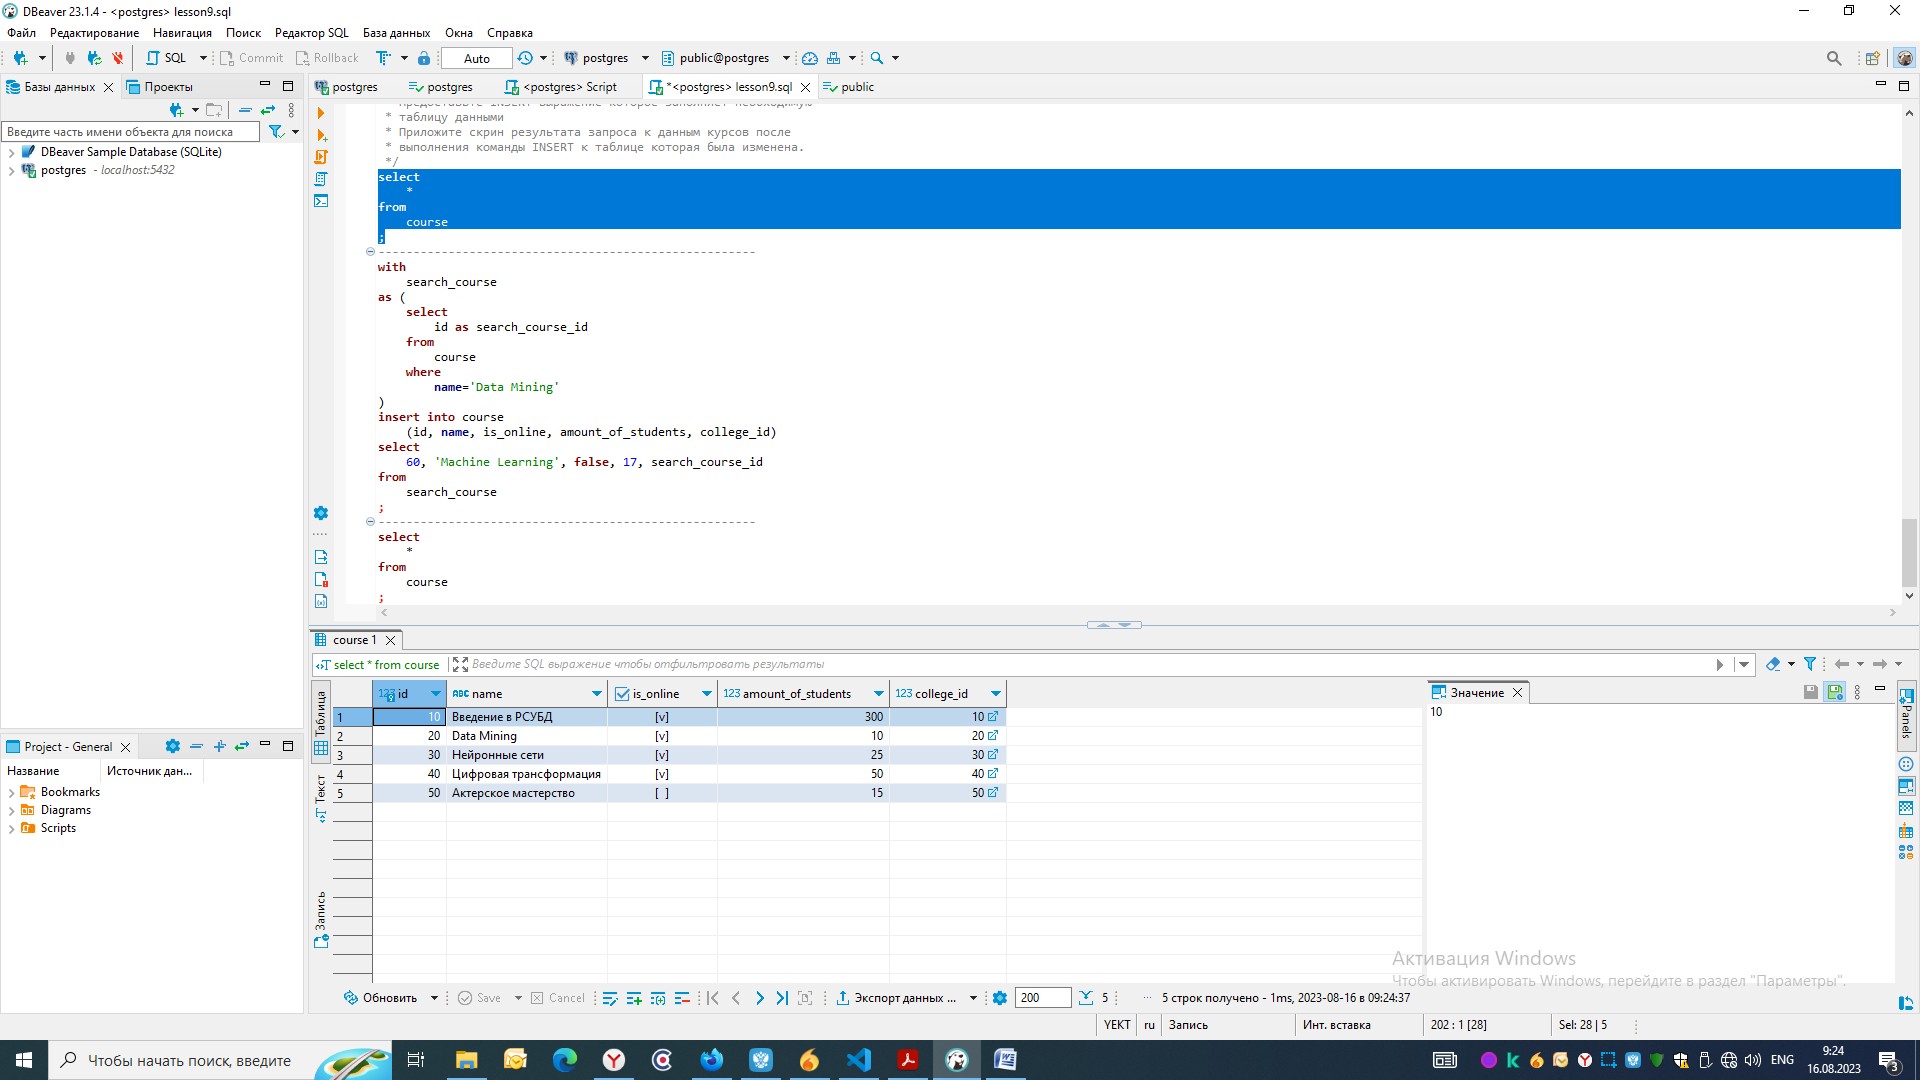 DBeaver 23.1.4 - <postgres> lesson9.sql
Файл Редактирование Навигация Поиск Редактор SQL База данных Окна Справка
SQL Commit Rollback Auto postgres public@postgres
Базы данных Проекты
postgres postgres <postgres> Script *<postgres> lesson9.sql public
Введите часть имени объекта для поиска
DBeaver Sample Database (SQLite)
postgres - localhost:5432
* таблицу данными
* Приложите скрин результата запроса к данным курсов после
* выполнения команды INSERT к таблице которая была изменена.
*/
select
*
from
course
;
------------------------------------------------------
with
search_course
as (
select
id as search_course_id
from
course
where
name='Data Mining'
)
insert into course
(id, name, is_online, amount_of_students, college_id)
select
60, 'Machine Learning', false, 17, search_course_id
from
search_course
;
------------------------------------------------------
select
*
from
course
;
Project - General
Название Источник дан...
Bookmarks
Diagrams
Scripts
course 1
select * from course Введите SQL выражение чтобы отфильтровать результаты
Таблица
Текст
Запись
123 id ABC name is_online 123 amount_of_students 123 college_id
1 10 Введение в РСУБД [v] 300 10
2 20 Data Mining [v] 10 20
3 30 Нейронные сети [v] 25 30
4 40 Цифровая трансформация [v] 50 40
5 50 Актерское мастерство [ ] 15 50
Значение
10
Panels
Активация Windows
Чтобы активировать Windows, перейдите в раздел "Параметры".
Обновить Save Cancel Экспорт данных ... 200 5 ··· 5 строк получено - 1ms, 2023-08-16 в 09:24:37
YEKT ru Запись Инт. вставка 202 : 1 [28] Sel: 28 | 5
Чтобы начать поиск, введите
ENG 9:24
16.08.2023
3